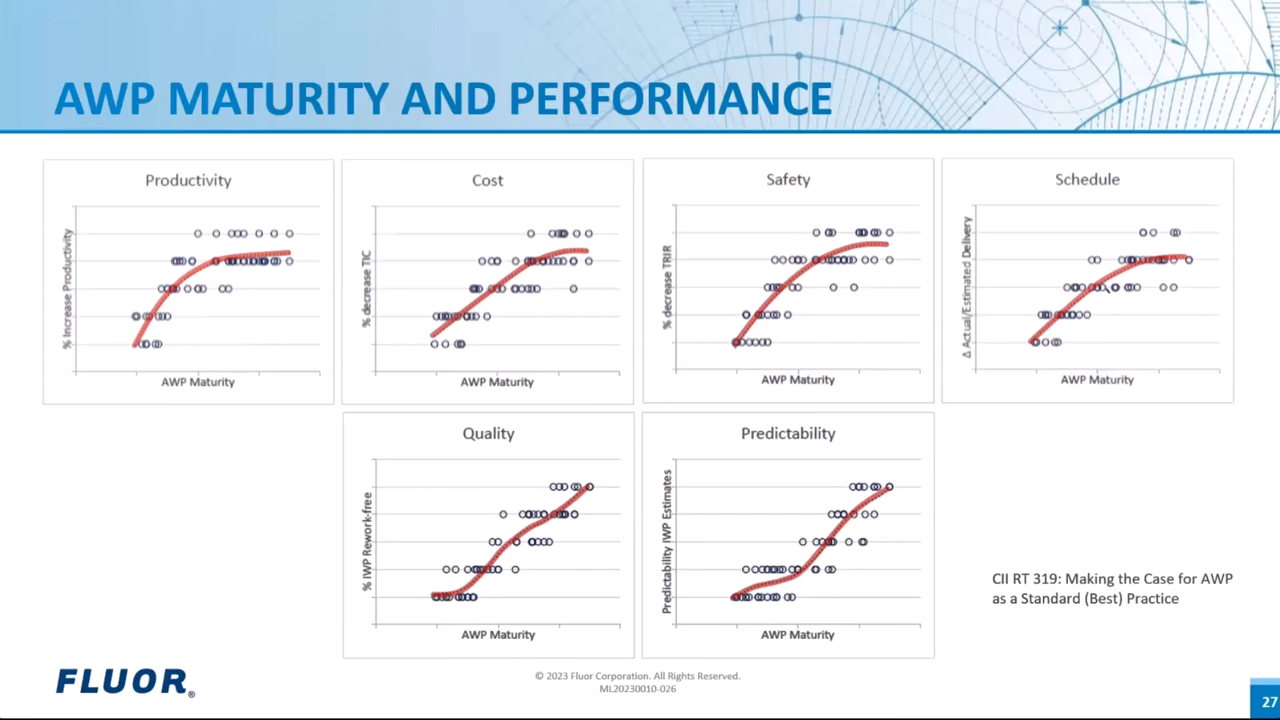 AWP MATURITY AND PERFORMANCE
Productivity
% Increase Productivity
AWP Maturity
Cost
% decrease TIC
AWP Maturity
Safety
% decrease TRIR
AWP Maturity
Schedule
Δ Actual/Estimated Delivery
AWP Maturity
Quality
% IWP Rework-free
AWP Maturity
Predictability
Predictability IWP Estimates
AWP Maturity
CII RT 319: Making the Case for AWP
as a Standard (Best) Practice
FLUOR®
© 2023 Fluor Corporation. All Rights Reserved.
ML20230010-026
27